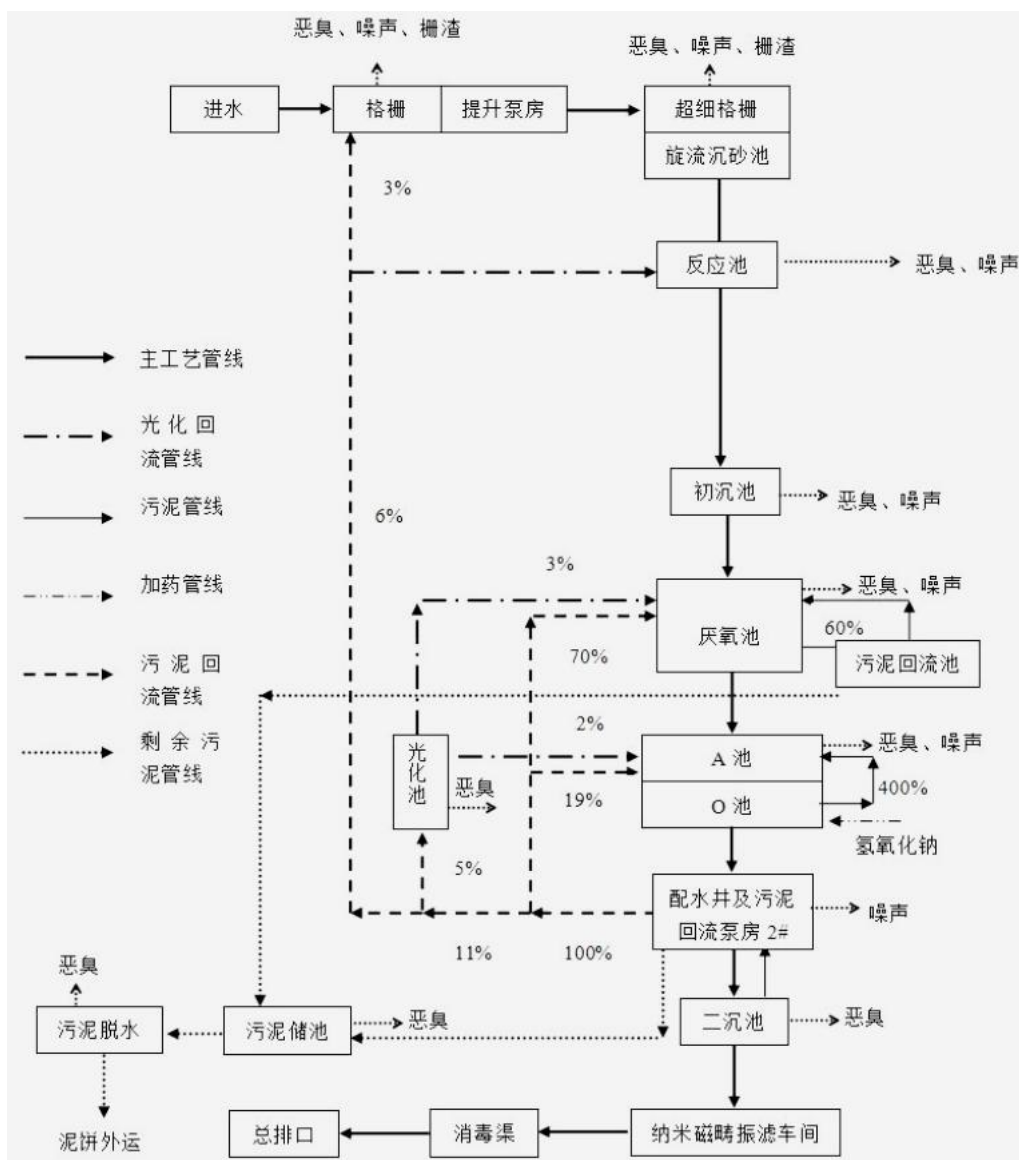 恶臭、噪声、栅渣
恶臭、噪声、栅渣
进水
格栅
提升泵房
超细格栅
旋流沉砂池
3%
反应池
恶臭、噪声
主工艺管线
光化回
流管线
污泥管线
加药管线
污泥回
流管线
剩余污
泥管线
初沉池
恶臭、噪声
6%
3%
厌氧池
恶臭、噪声
60%
污泥回流池
70%
2%
光化池
恶臭
A池
恶臭、噪声
19%
O池
400%
氢氧化钠
5%
配水井及污泥
回流泵房2#
噪声
11%
100%
恶臭
污泥脱水
污泥储池
恶臭
二沉池
恶臭
泥饼外运
总排口
消毒渠
纳米磁畴振滤车间